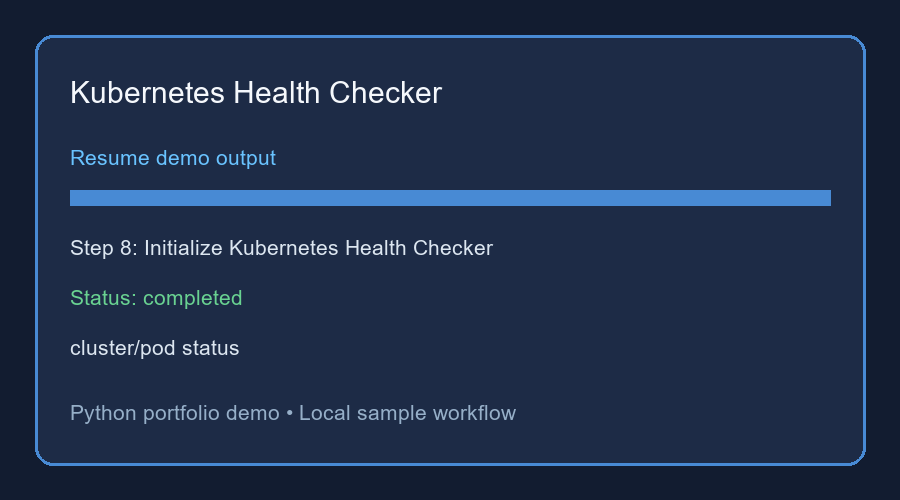 Kubernetes Health Checker
Resume demo output
Step 8: Initialize Kubernetes Health Checker
Status: completed
cluster/pod status
Python portfolio demo • Local sample workflow